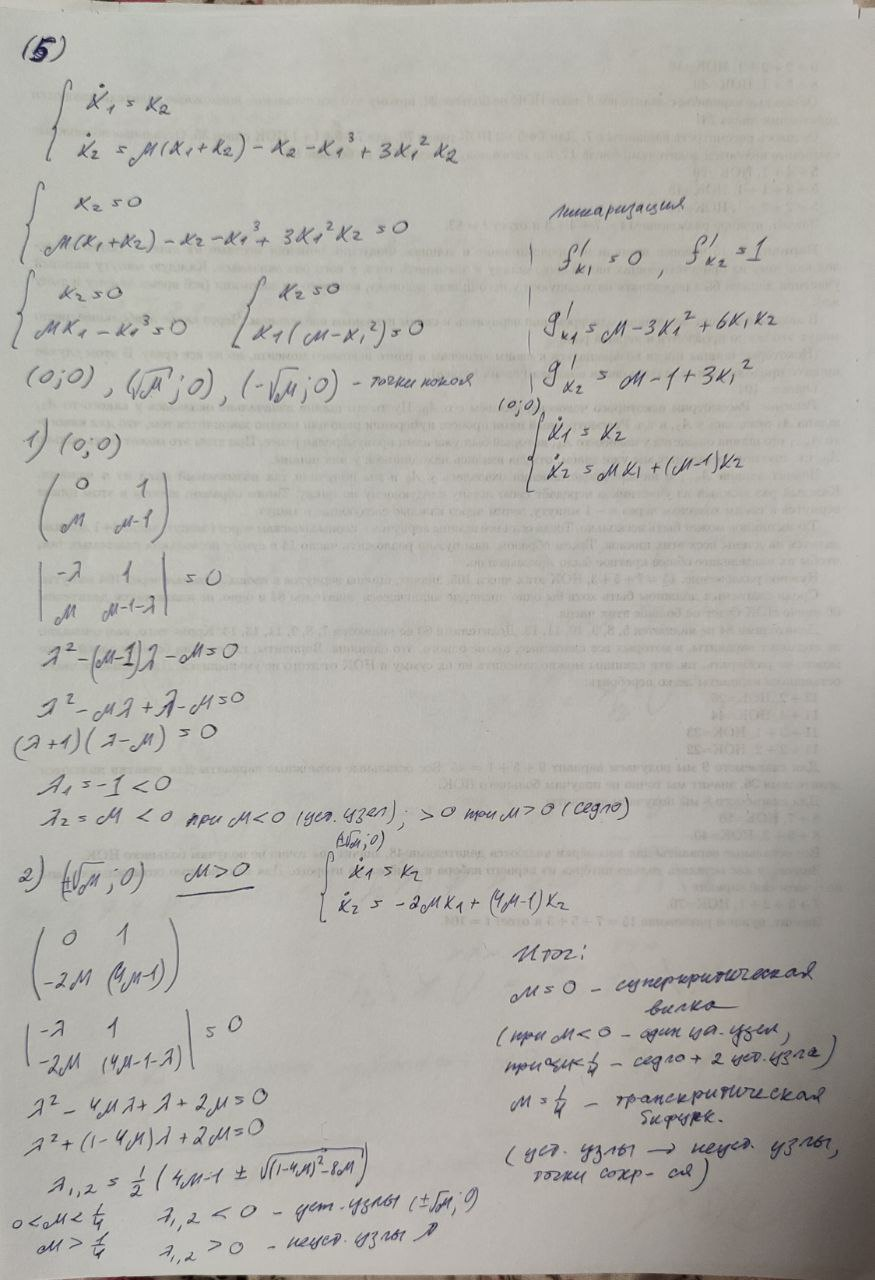 (5)
{ ẋ₁ = x₂
ẋ₂ = μ(x₁+x₂) - x₂ - x₁³ + 3x₁²x₂
{ x₂ = 0
μ(x₁+x₂) - x₂ - x₁³ + 3x₁²x₂ = 0
{ x₂ = 0
μx₁ - x₁³ = 0
{ x₂ = 0
x₁(μ - x₁²) = 0
(0;0), (√μ;0), (-√μ;0) - точки покоя
линаризация
f'x₁ = 0, f'x₂ = 1
g'x₁ = μ - 3x₁² + 6x₁x₂
g'x₂ = μ - 1 + 3x₁²
(0;0)
{ ẋ₁ = x₂
ẋ₂ = μx₁ + (μ-1)x₂
1) (0;0)
( 0 1
μ μ-1 )
| -λ 1
μ μ-1-λ | = 0
λ² - (μ-1)λ - μ = 0
λ² - μλ + λ - μ = 0
(λ+1)(λ-μ) = 0
λ₁ = -1 < 0
λ₂ = μ < 0 при μ<0 (уст. узел); >0 при μ>0 (седло)
2) (±√μ;0) μ>0
(±√μ;0)
{ ẋ₁ = x₂
ẋ₂ = -2μx₁ + (4μ-1)x₂
( 0 1
-2μ (4μ-1) )
| -λ 1
-2μ (4μ-1-λ) | = 0
λ² - 4μλ + λ + 2μ = 0
λ² + (1-4μ)λ + 2μ = 0
λ₁,₂ = ½ (4μ-1 ± √((1-4μ)²-8μ))
0<μ<¼ λ₁,₂ < 0 - уст. узлы (±√μ;0)
μ>¼ λ₁,₂ > 0 - неуст. узлы
Итог:
μ=0 - суперкритическая
вилка
(при μ<0 - один уст. узел,
при 0<μ<¼ - седло + 2 уст. узла)
μ=¼ - транскритическая
бифурк.
(уст. узлы → неуст. узлы,
точки сохр-ся)